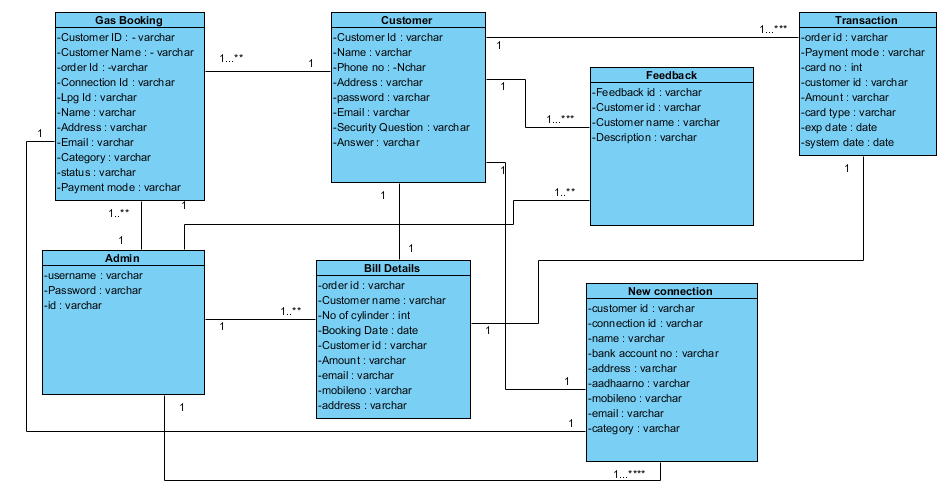 Gas Booking
-Customer ID : - varchar
-Customer Name : - varchar
-order Id : -varchar
-Connection Id : varchar
-Lpg Id : varchar
-Name : varchar
-Address : varchar
-Email : varchar
-Category : varchar
-status : varchar
-Payment mode : varchar
1...**
1
Customer
-Customer Id : varchar
-Name : varchar
-Phone no : -Nchar
-Address : varchar
-password : varchar
-Email : varchar
-Security Question : varchar
-Answer : varchar
1
1...***
1
1...***
1
Feedback
-Feedback id : varchar
-Customer id : varchar
-Customer name : varchar
-Description : varchar
Transaction
-order id : varchar
-Payment mode : varchar
-card no : int
-customer id : varchar
-Amount : varchar
-card type : varchar
-exp date : date
-system date : date
1
1
1..**
1
1
1..**
1
1
Admin
-username : varchar
-Password : varchar
-id : varchar
1
1..**
Bill Details
-order id : varchar
-Customer name : varchar
-No of cylinder : int
-Booking Date : date
-Customer id : varchar
-Amount : varchar
-email : varchar
-mobileno : varchar
-address : varchar
1
New connection
-customer id : varchar
-connection id : varchar
-name : varchar
-bank account no : varchar
-address : varchar
-aadhaarno : varchar
-mobileno : varchar
-email : varchar
-category : varchar
1
1
1
1...****